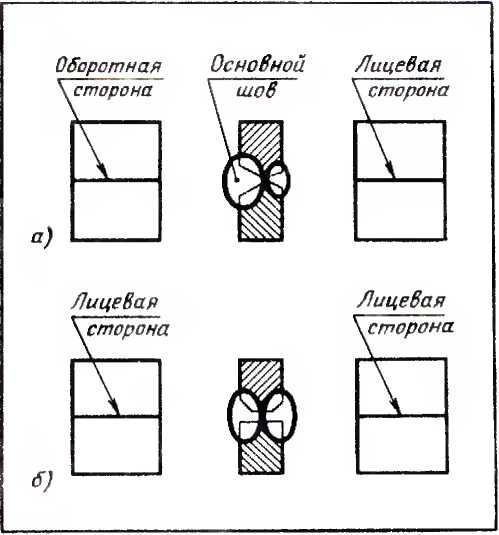 Оборотная
сторона
Основной
шов
Лицевая
сторона
а)
Лицевая
сторона
Лицевая
сторона
б)